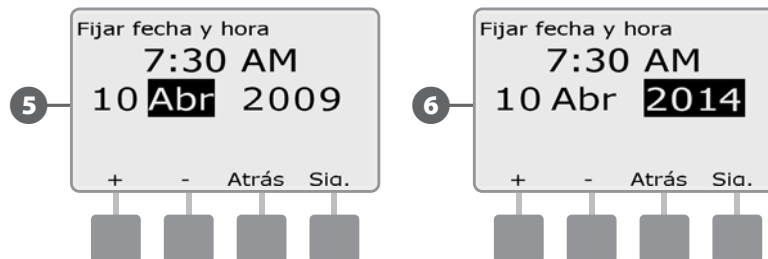 5
Fijar fecha y hora
7:30 AM
10 Abr 2009
+ - Atrás Sig.
6
Fijar fecha y hora
7:30 AM
10 Abr 2014
+ - Atrás Sig.